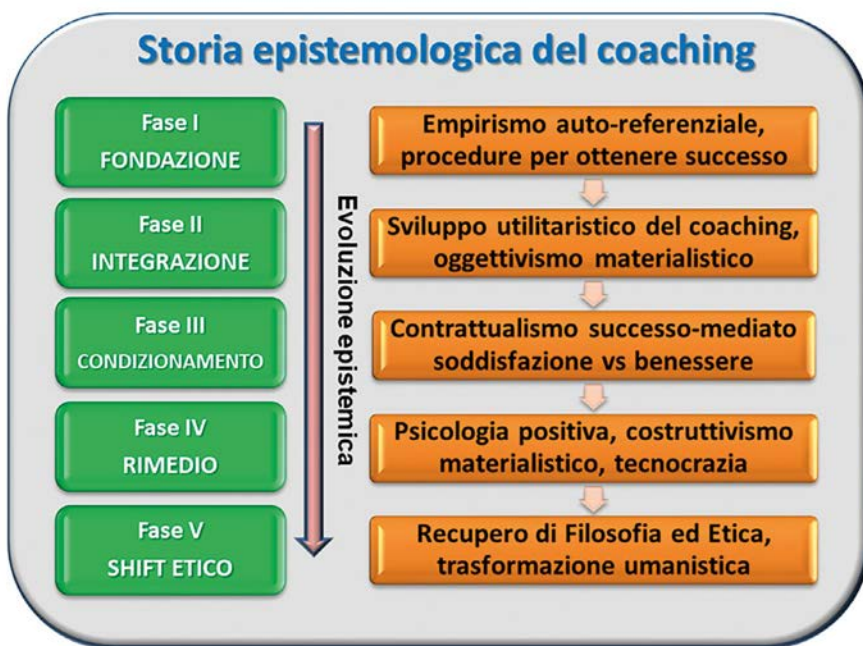 Storia epistemologica del coaching
Fase I
FONDAZIONE
Empirismo auto-referenziale,
procedure per ottenere successo
Fase II
INTEGRAZIONE
Sviluppo utilitaristico del coaching,
oggettivismo materialistico
Fase III
CONDIZIONAMENTO
Contrattualismo successo-mediato
soddisfazione vs benessere
Fase IV
RIMEDIO
Psicologia positiva, costruttivismo
materialistico, tecnocrazia
Fase V
SHIFT ETICO
Recupero di Filosofia ed Etica,
trasformazione umanistica
Evoluzione epistemica